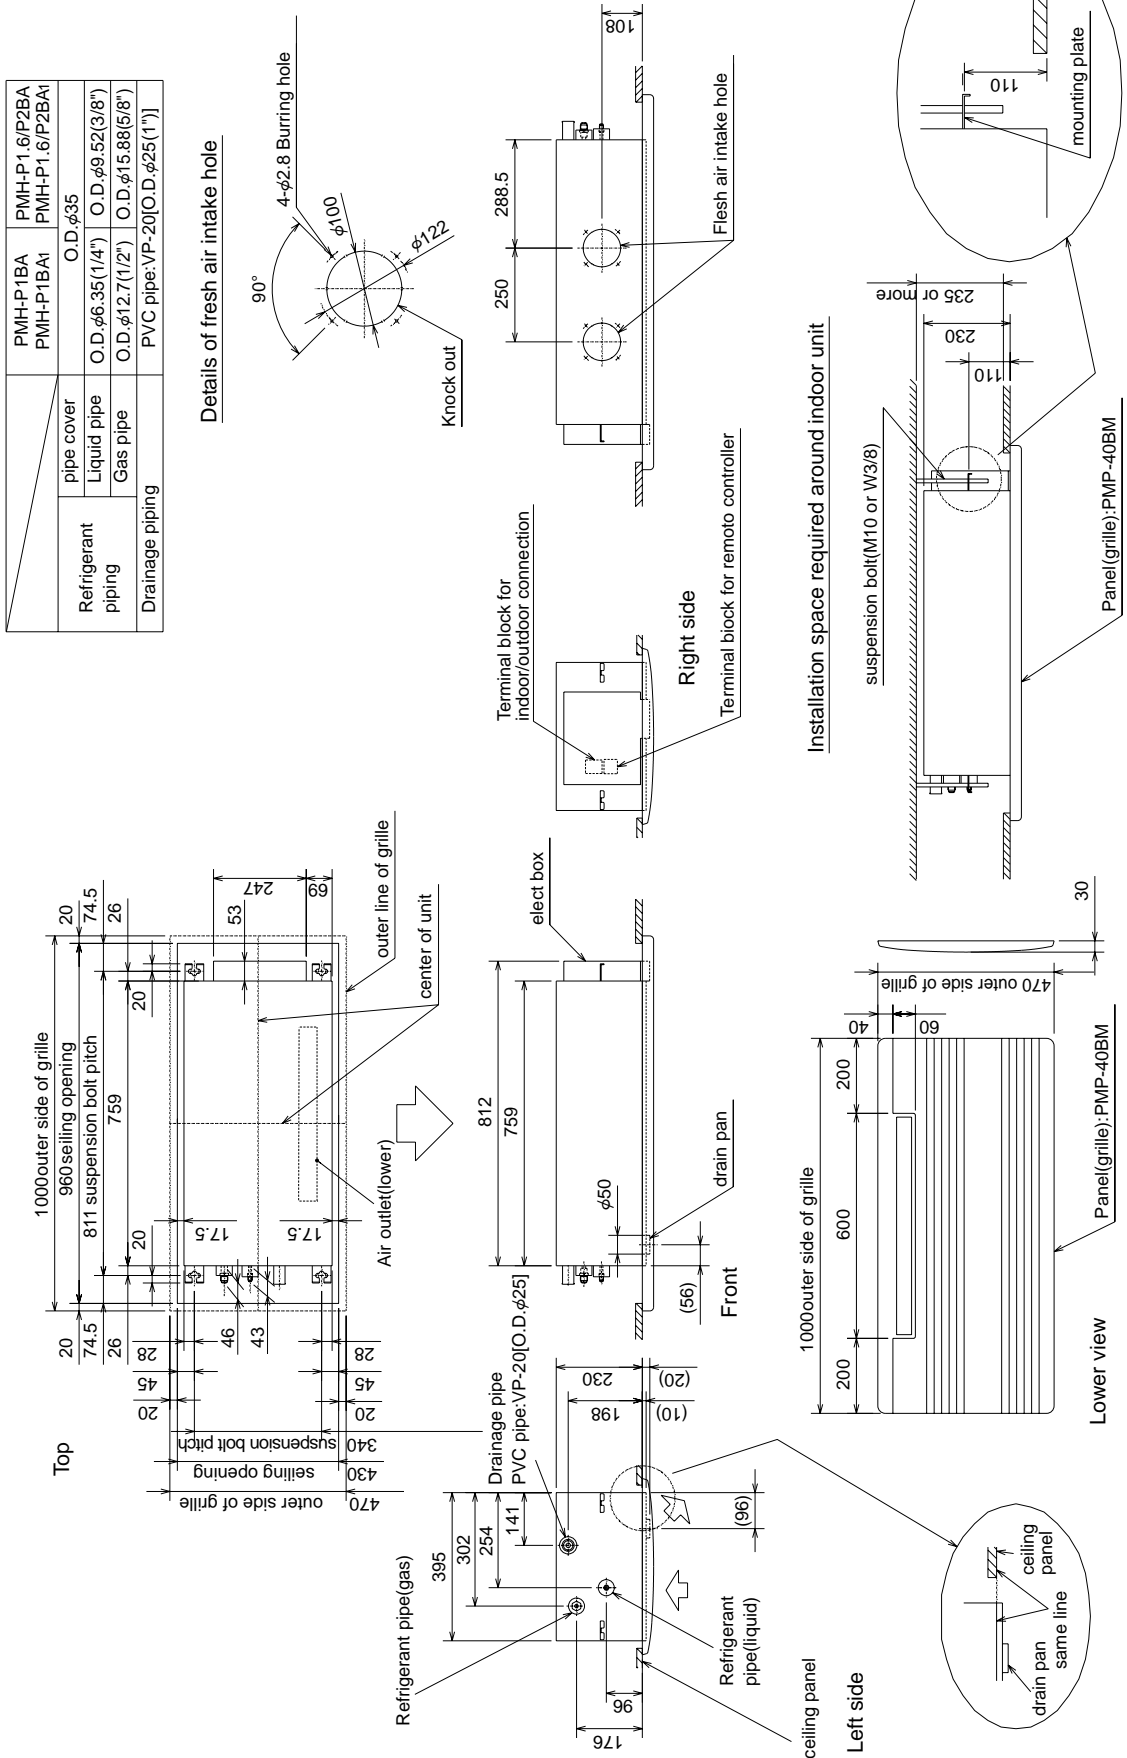 PMH-P1BA
PMH-P1BA1
PMH-P1.6/P2BA
PMH-P1.6/P2BA1
Refrigerant
piping
pipe cover
O.D.φ35
Liquid pipe
O.D.φ6.35(1/4")
O.D.φ9.52(3/8")
Gas pipe
O.D.φ12.7(1/2")
O.D.φ15.88(5/8")
Drainage piping
PVC pipe:VP-20[O.D.φ25(1")]
Details of fresh air intake hole
90°
4-φ2.8 Burring hole
φ100
φ122
Knock out
250
288.5
108
Flesh air intake hole
Top
1000outer side of grille
960seiling opening
811 suspension bolt pitch
759
20
74.5
26
20
20
74.5
26
20
17.5
17.5
53
247
69
46
43
28
45
20
28
45
20
340 suspension bolt pitch
430 seiling opening
470 outer side of grille
outer line of grille
center of unit
Air outlet(lower)
Terminal block for
indoor/outdoor connection
Terminal biock for remoto controller
Right side
812
759
elect box
φ50
drain pan
(56)
Front
Drainage pipe
PVC pipe:VP-20[O.D.φ25]
Refrigerant pipe(gas)
395
302
254
141
230
198
(20)
(10)
(96)
96
176
Refrigerant
pipe(liquid)
ceiling panel
Left side
drain pan
same line
ceiling
panel
Installation space required around indoor unit
suspension bolt(M10 or W3/8)
235 or more
230
110
Panel(grille):PMP-40BM
110
mounting plate
1000outer side of grille
200
600
200
40
60
470 outer side of grille
30
Panel(grille):PMP-40BM
Lower view